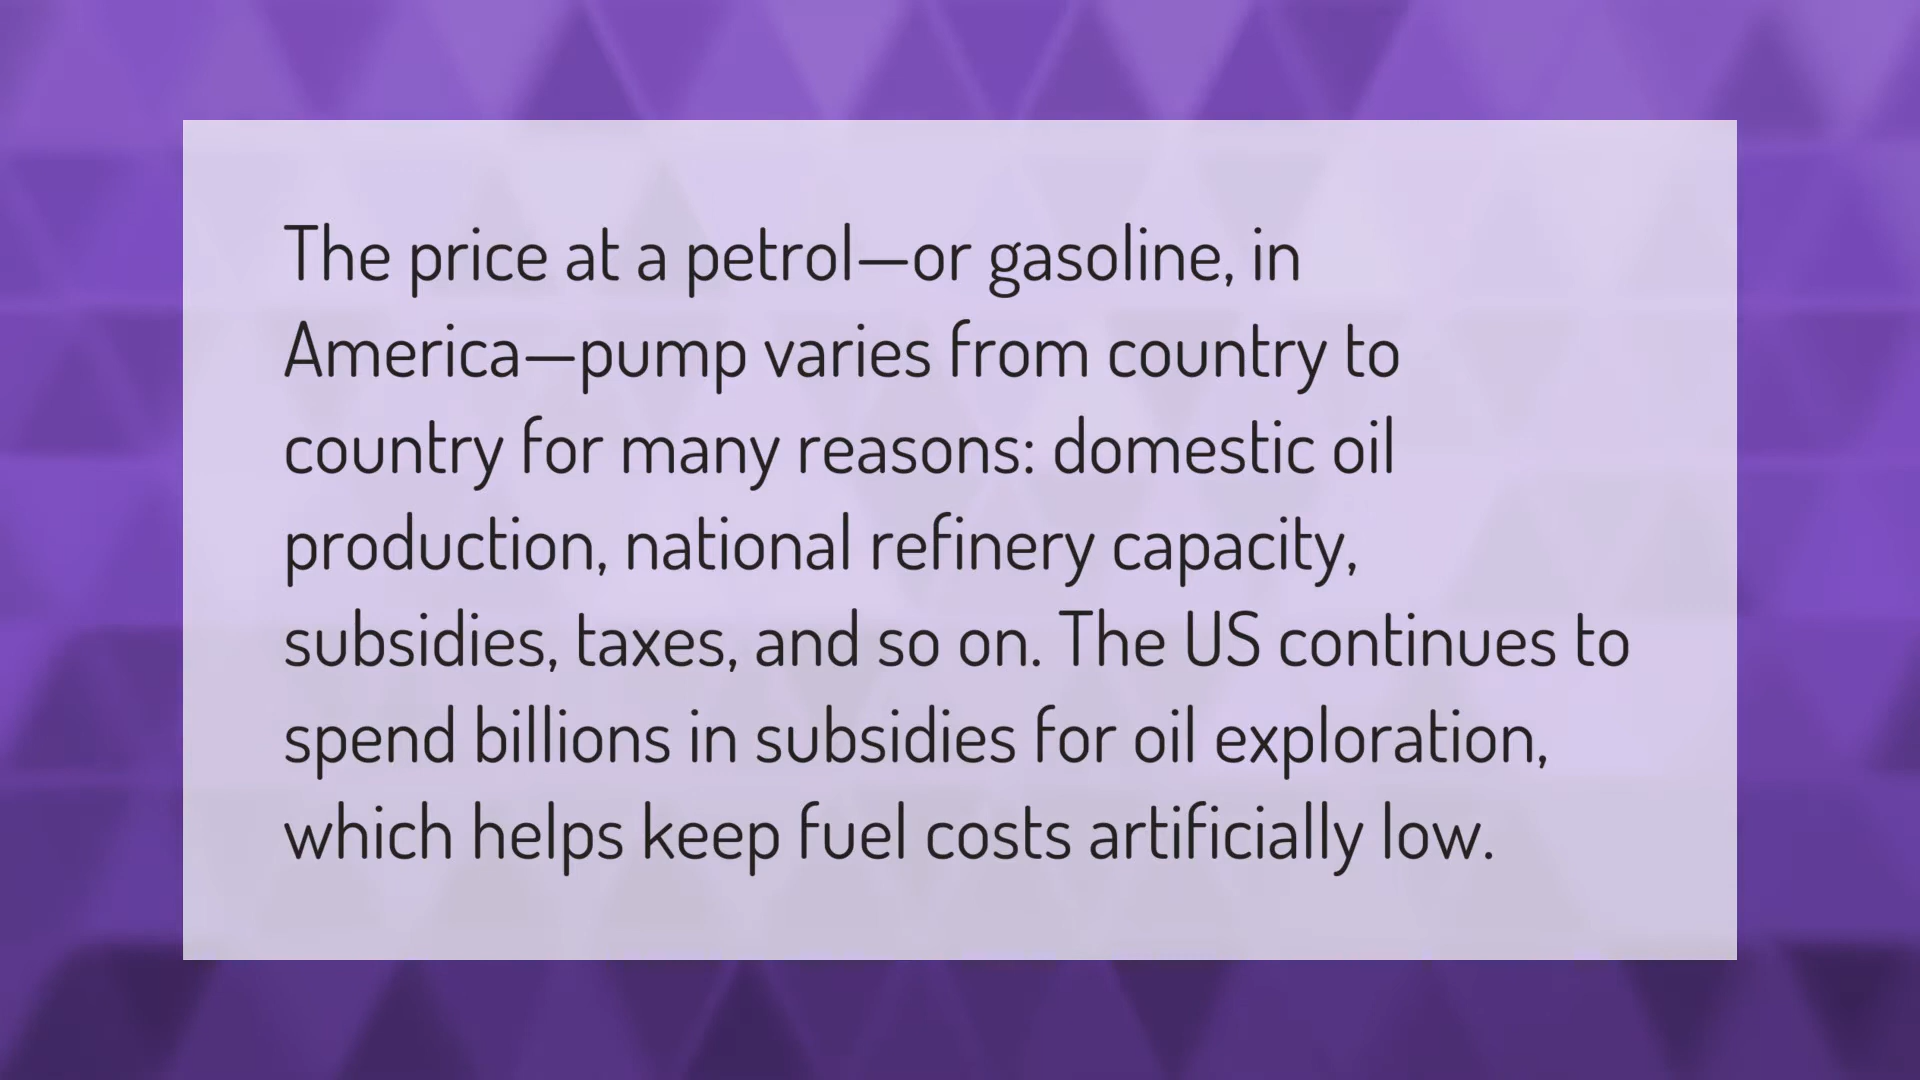 The price at a petrol—or gasoline, in
America—pump varies from country to
country for many reasons: domestic oil
production, national refinery capacity,
subsidies, taxes, and so on. The US continues to
spend billions in subsidies for oil exploration,
which helps keep fuel costs artificially low.